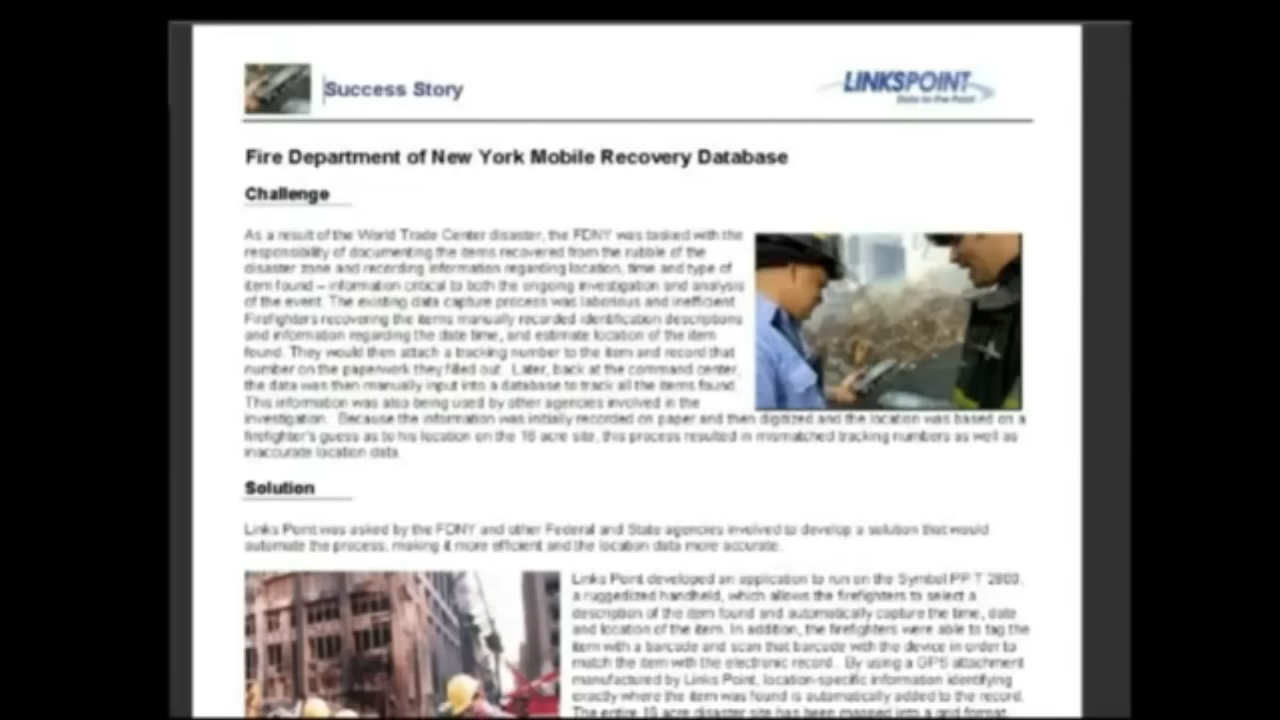 Success Story
LINKSPOINT
Data to the Point
Fire Department of New York Mobile Recovery Database
Challenge
As a result of the World Trade Center disaster, the FDNY was tasked with the
responsibility of documenting the items recovered from the rubble of the
disaster zone and recording information regarding location, time and type of
item found – information critical to both the ongoing investigation and analysis
of the event. The existing data capture process was laborious and inefficient.
Firefighters recovering the items manually recorded identification descriptions
and information regarding the date time, and estimate location of the item
found. They would then attach a tracking number to the item and record that
number on the paperwork they filled out. Later, back at the command center,
the data was then manually input into a database to track all the items found.
This information was also being used by other agencies involved in the
investigation. Because the information was initially recorded on paper and then digitized and the location was based on a
firefighter's guess as to his location on the 16 acre site, this process resulted in mismatched tracking numbers as well as
inaccurate location data.
Solution
Links Point was asked by the FDNY and other Federal and State agencies involved to develop a solution that would
automate the process, making it more efficient and the location data more accurate.
Links Point developed an application to run on the Symbol PPT 2800,
a ruggedized handheld, which allows the firefighters to select a
description of the item found and automatically capture the time, date
and location of the item. In addition, the firefighters were able to tag the
item with a barcode and scan that barcode with the device in order to
match the item with the electronic record. By using a GPS attachment
manufactured by Links Point, location-specific information identifying
exactly where the item was found is automatically added to the record.
The entire 16 acre disaster site has been mapped into a grid format